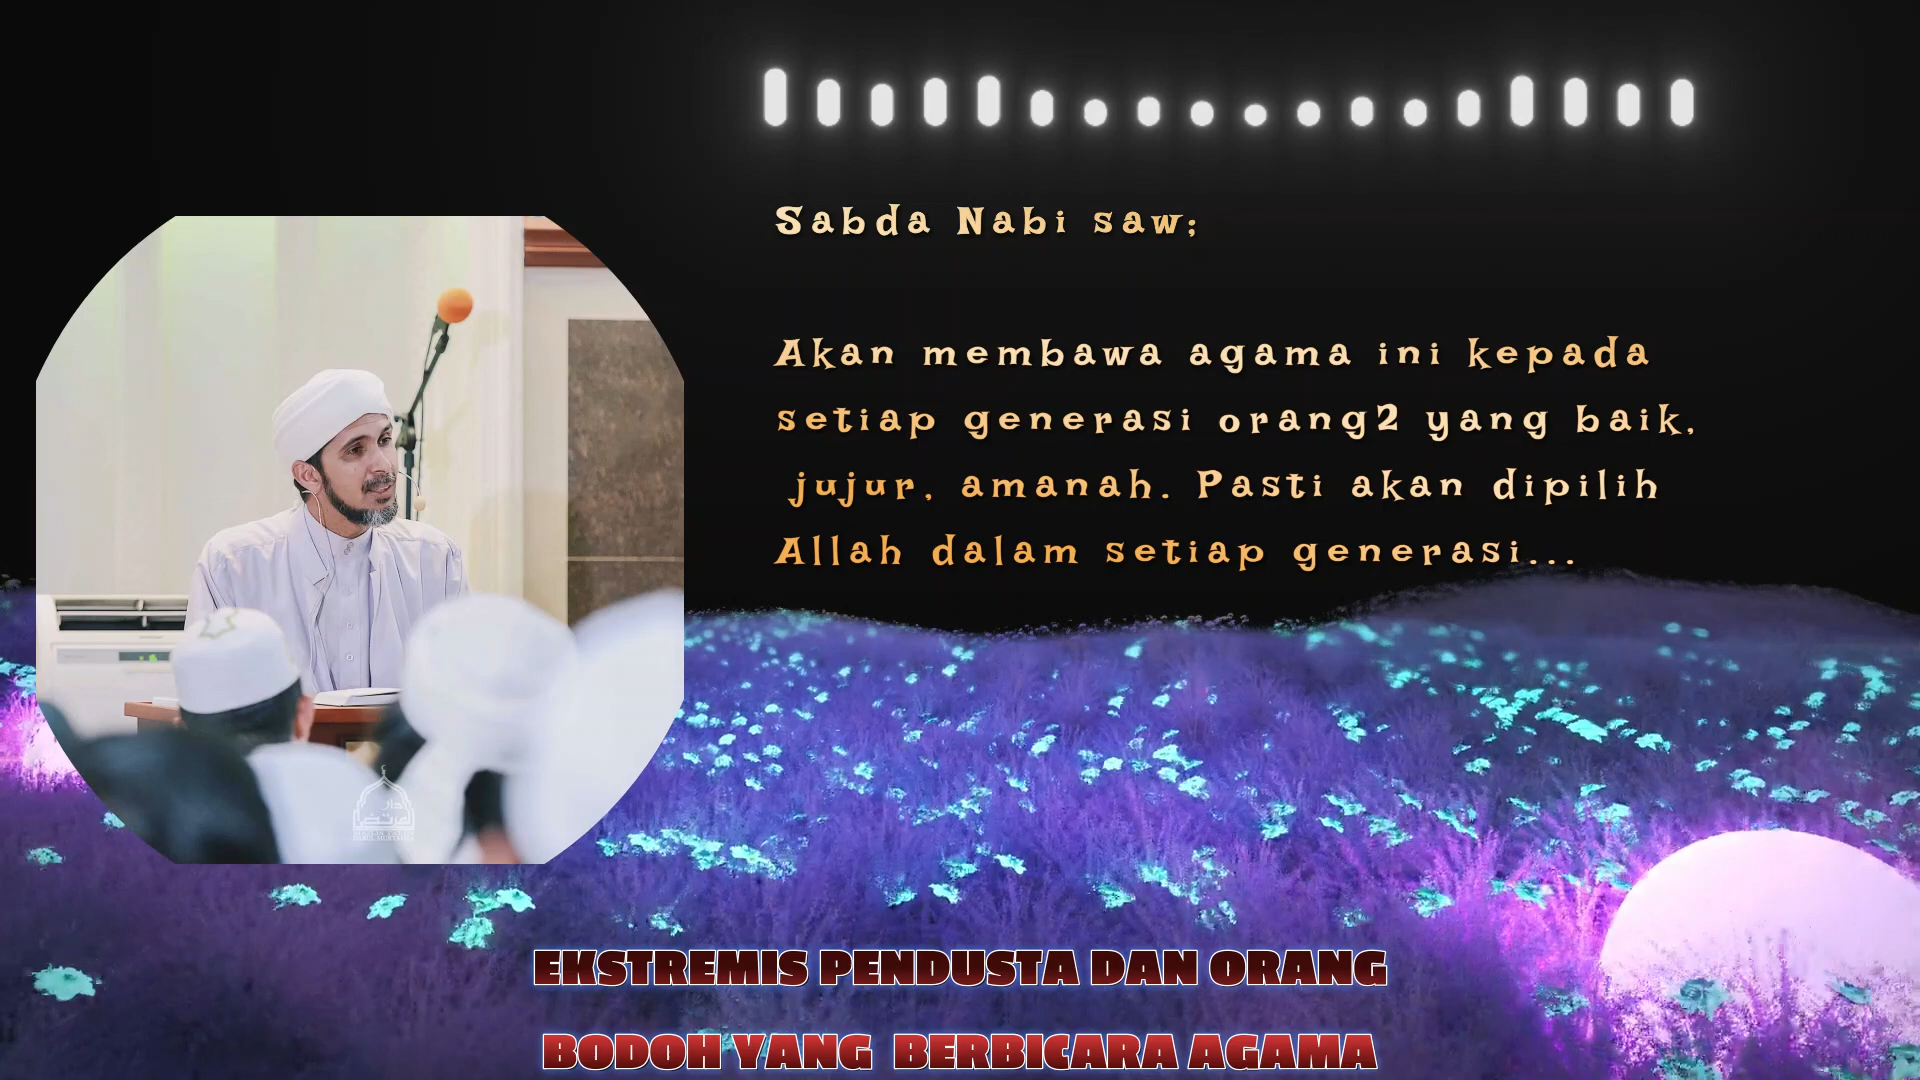 Sabda Nabi saw;
Akan membawa agama ini kepada
setiap generasi orang2 yang baik,
jujur, amanah. Pasti akan dipilih
Allah dalam setiap generasi...
EKSTREMIS PENDUSTA DAN ORANG
BODOH YANG BERBICARA AGAMA